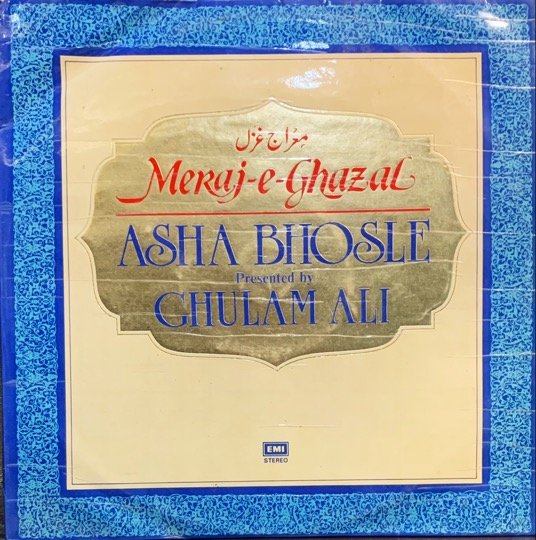 معراج غزل
Meraj-e-Ghazal
ASHA BHOSLE
Presented by
GHULAM ALI
EMI
STEREO